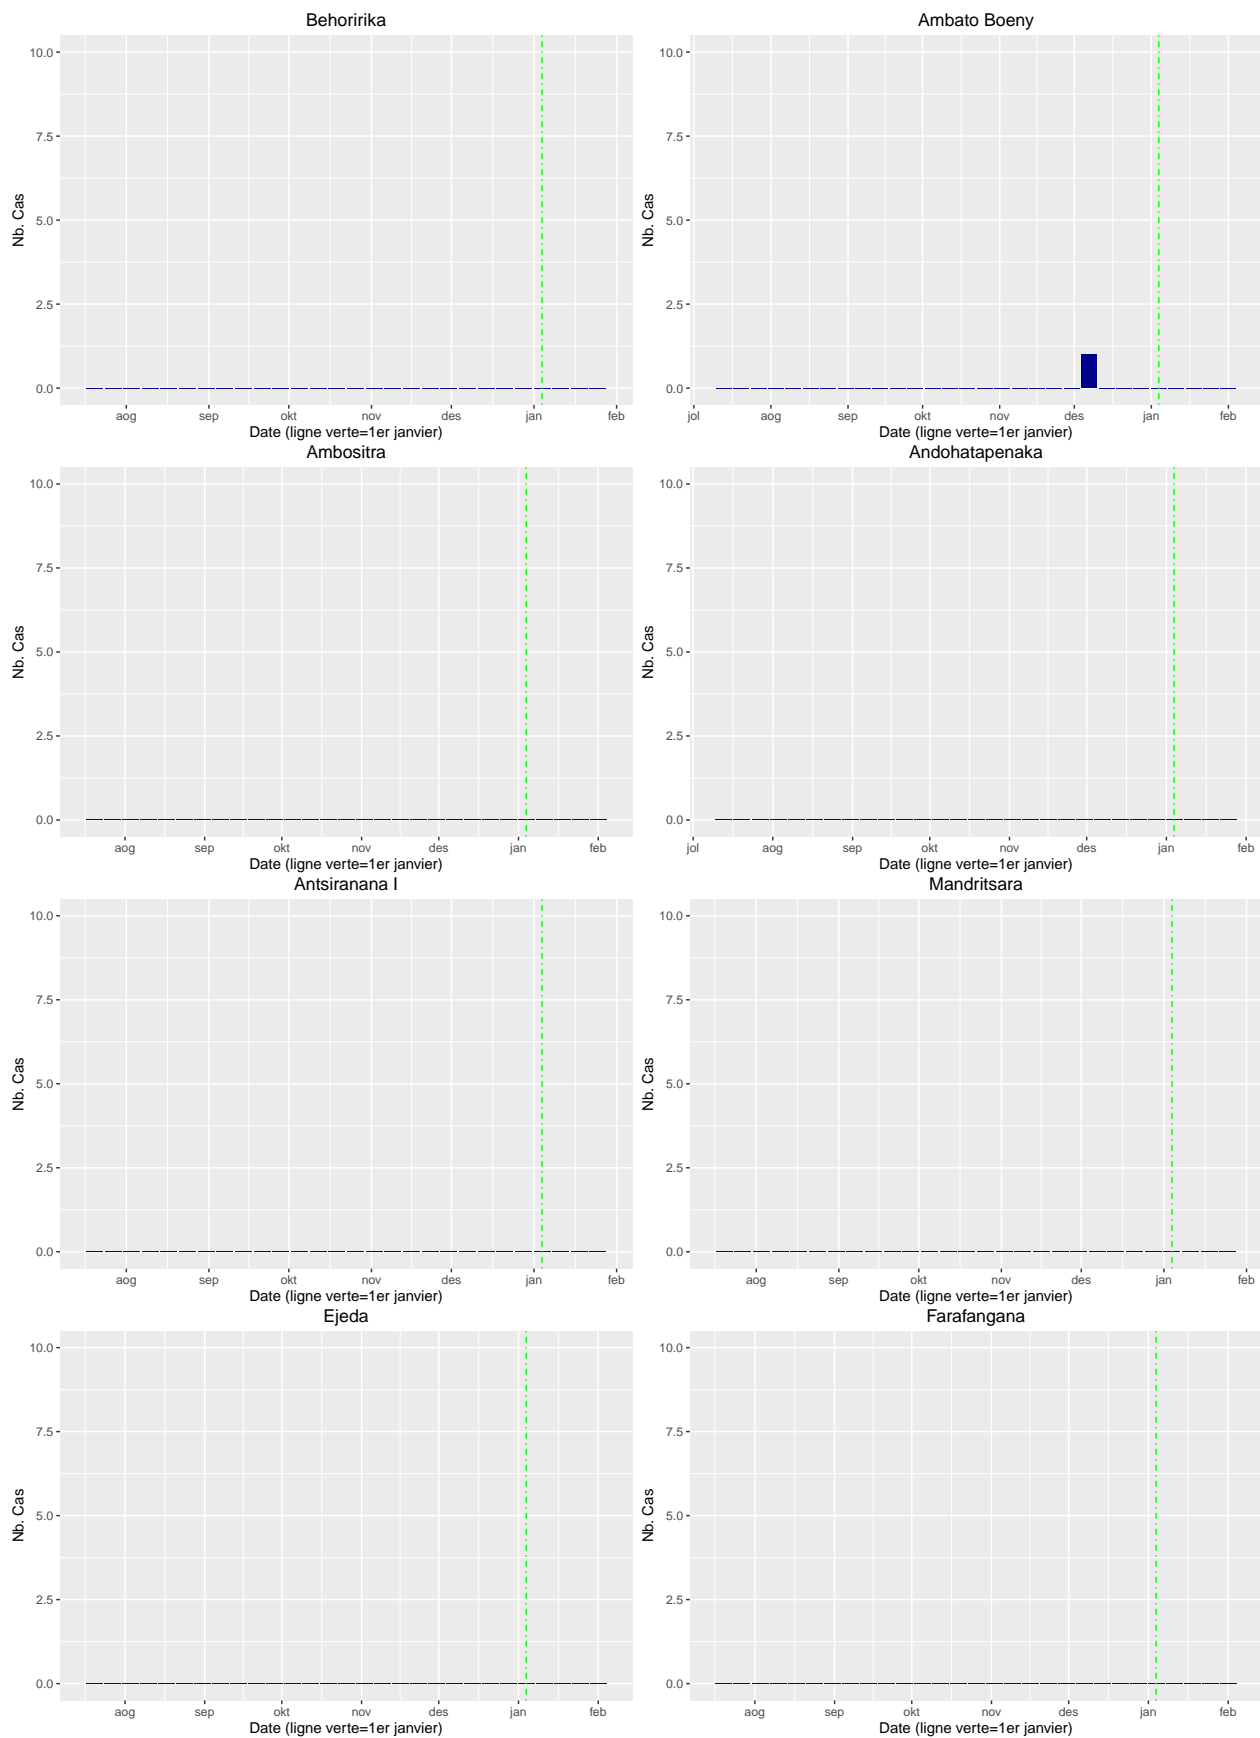 Behoririka
10.0
7.5
5.0
2.5
0.0
Nb. Cas
aog sep okt nov des jan feb
Date (ligne verte=1er janvier)
Ambato Boeny
10.0
7.5
5.0
2.5
0.0
Nb. Cas
jol aog sep okt nov des jan feb
Date (ligne verte=1er janvier)
Ambositra
10.0
7.5
5.0
2.5
0.0
Nb. Cas
aog sep okt nov des jan feb
Date (ligne verte=1er janvier)
Andohatapenaka
10.0
7.5
5.0
2.5
0.0
Nb. Cas
jol aog sep okt nov des jan feb
Date (ligne verte=1er janvier)
Antsiranana I
10.0
7.5
5.0
2.5
0.0
Nb. Cas
aog sep okt nov des jan feb
Date (ligne verte=1er janvier)
Mandritsara
10.0
7.5
5.0
2.5
0.0
Nb. Cas
aog sep okt nov des jan feb
Date (ligne verte=1er janvier)
Ejeda
10.0
7.5
5.0
2.5
0.0
Nb. Cas
aog sep okt nov des jan feb
Date (ligne verte=1er janvier)
Farafangana
10.0
7.5
5.0
2.5
0.0
Nb. Cas
aog sep okt nov des jan feb
Date (ligne verte=1er janvier)